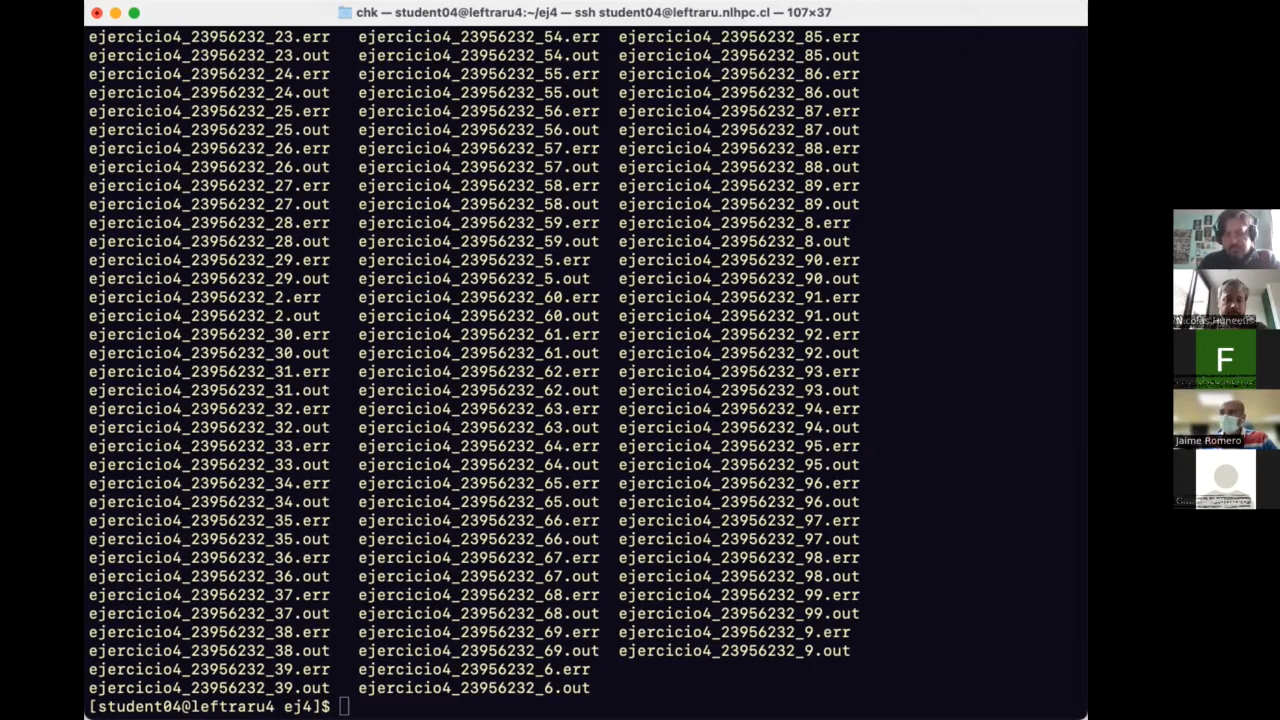 chk — student04@leftraru4:~/ej4 — ssh student04@leftraru.nlhpc.cl — 107×37
ejercicio4_23956232_23.err ejercicio4_23956232_54.err ejercicio4_23956232_85.err
ejercicio4_23956232_23.out ejercicio4_23956232_54.out ejercicio4_23956232_85.out
ejercicio4_23956232_24.err ejercicio4_23956232_55.err ejercicio4_23956232_86.err
ejercicio4_23956232_24.out ejercicio4_23956232_55.out ejercicio4_23956232_86.out
ejercicio4_23956232_25.err ejercicio4_23956232_56.err ejercicio4_23956232_87.err
ejercicio4_23956232_25.out ejercicio4_23956232_56.out ejercicio4_23956232_87.out
ejercicio4_23956232_26.err ejercicio4_23956232_57.err ejercicio4_23956232_88.err
ejercicio4_23956232_26.out ejercicio4_23956232_57.out ejercicio4_23956232_88.out
ejercicio4_23956232_27.err ejercicio4_23956232_58.err ejercicio4_23956232_89.err
ejercicio4_23956232_27.out ejercicio4_23956232_58.out ejercicio4_23956232_89.out
ejercicio4_23956232_28.err ejercicio4_23956232_59.err ejercicio4_23956232_8.err
ejercicio4_23956232_28.out ejercicio4_23956232_59.out ejercicio4_23956232_8.out
ejercicio4_23956232_29.err ejercicio4_23956232_5.err ejercicio4_23956232_90.err
ejercicio4_23956232_29.out ejercicio4_23956232_5.out ejercicio4_23956232_90.out
ejercicio4_23956232_2.err ejercicio4_23956232_60.err ejercicio4_23956232_91.err
ejercicio4_23956232_2.out ejercicio4_23956232_60.out ejercicio4_23956232_91.out
ejercicio4_23956232_30.err ejercicio4_23956232_61.err ejercicio4_23956232_92.err
ejercicio4_23956232_30.out ejercicio4_23956232_61.out ejercicio4_23956232_92.out
ejercicio4_23956232_31.err ejercicio4_23956232_62.err ejercicio4_23956232_93.err
ejercicio4_23956232_31.out ejercicio4_23956232_62.out ejercicio4_23956232_93.out
ejercicio4_23956232_32.err ejercicio4_23956232_63.err ejercicio4_23956232_94.err
ejercicio4_23956232_32.out ejercicio4_23956232_63.out ejercicio4_23956232_94.out
ejercicio4_23956232_33.err ejercicio4_23956232_64.err ejercicio4_23956232_95.err
ejercicio4_23956232_33.out ejercicio4_23956232_64.out ejercicio4_23956232_95.out
ejercicio4_23956232_34.err ejercicio4_23956232_65.err ejercicio4_23956232_96.err
ejercicio4_23956232_34.out ejercicio4_23956232_65.out ejercicio4_23956232_96.out
ejercicio4_23956232_35.err ejercicio4_23956232_66.err ejercicio4_23956232_97.err
ejercicio4_23956232_35.out ejercicio4_23956232_66.out ejercicio4_23956232_97.out
ejercicio4_23956232_36.err ejercicio4_23956232_67.err ejercicio4_23956232_98.err
ejercicio4_23956232_36.out ejercicio4_23956232_67.out ejercicio4_23956232_98.out
ejercicio4_23956232_37.err ejercicio4_23956232_68.err ejercicio4_23956232_99.err
ejercicio4_23956232_37.out ejercicio4_23956232_68.out ejercicio4_23956232_99.out
ejercicio4_23956232_38.err ejercicio4_23956232_69.err ejercicio4_23956232_9.err
ejercicio4_23956232_38.out ejercicio4_23956232_69.out ejercicio4_23956232_9.out
ejercicio4_23956232_39.err ejercicio4_23956232_6.err
ejercicio4_23956232_39.out ejercicio4_23956232_6.out
[student04@leftraru4 ej4]$
Nicolás Huneeus
F
Jaime Romero